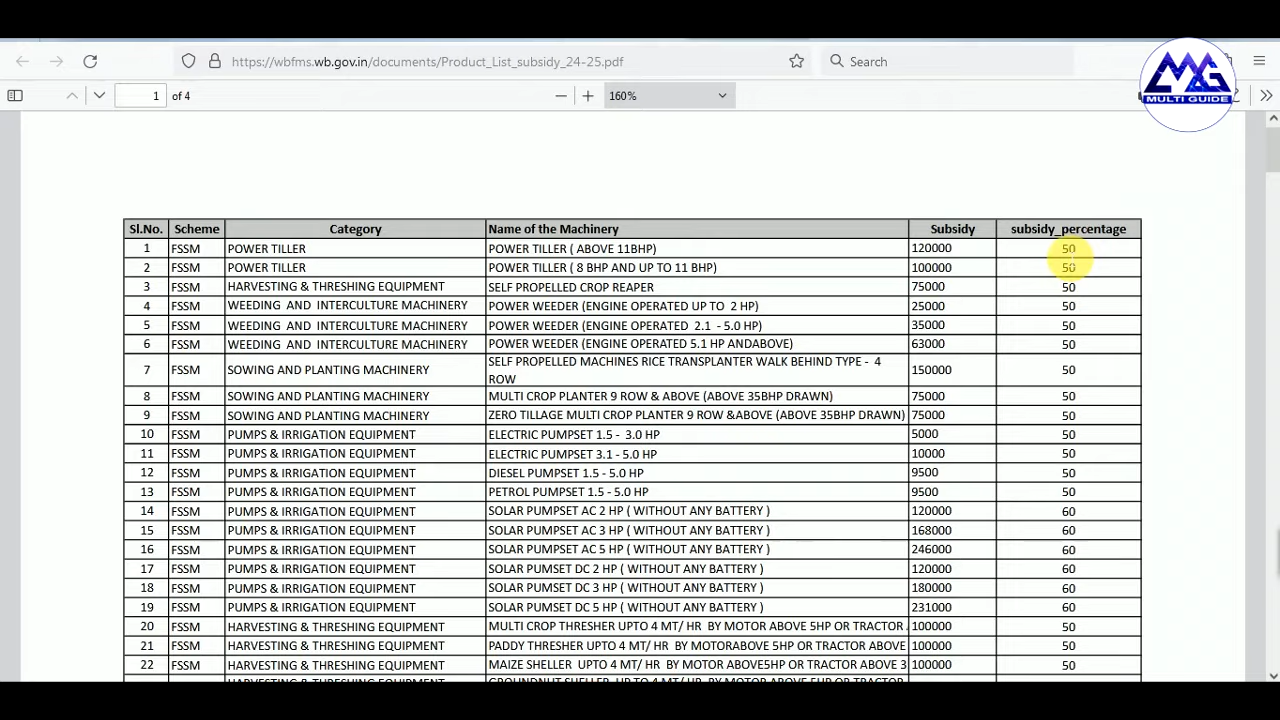 https://wbfms.wb.gov.in/documents/Product_List_subsidy_24-25.pdf
Search
MULTI GUIDE
1 of 4
160%
Sl.No. Scheme Category Name of the Machinery Subsidy subsidy_percentage
1 FSSM POWER TILLER POWER TILLER ( ABOVE 11BHP) 120000 50
2 FSSM POWER TILLER POWER TILLER ( 8 BHP AND UP TO 11 BHP) 100000 50
3 FSSM HARVESTING & THRESHING EQUIPMENT SELF PROPELLED CROP REAPER 75000 50
4 FSSM WEEDING AND INTERCULTURE MACHINERY POWER WEEDER (ENGINE OPERATED UP TO 2 HP) 25000 50
5 FSSM WEEDING AND INTERCULTURE MACHINERY POWER WEEDER (ENGINE OPERATED 2.1 - 5.0 HP) 35000 50
6 FSSM WEEDING AND INTERCULTURE MACHINERY POWER WEEDER (ENGINE OPERATED 5.1 HP ANDABOVE) 63000 50
7 FSSM SOWING AND PLANTING MACHINERY SELF PROPELLED MACHINES RICE TRANSPLANTER WALK BEHIND TYPE - 4
ROW 150000 50
8 FSSM SOWING AND PLANTING MACHINERY MULTI CROP PLANTER 9 ROW & ABOVE (ABOVE 35BHP DRAWN) 75000 50
9 FSSM SOWING AND PLANTING MACHINERY ZERO TILLAGE MULTI CROP PLANTER 9 ROW &ABOVE (ABOVE 35BHP DRAWN) 75000 50
10 FSSM PUMPS & IRRIGATION EQUIPMENT ELECTRIC PUMPSET 1.5 - 3.0 HP 5000 50
11 FSSM PUMPS & IRRIGATION EQUIPMENT ELECTRIC PUMPSET 3.1 - 5.0 HP 10000 50
12 FSSM PUMPS & IRRIGATION EQUIPMENT DIESEL PUMPSET 1.5 - 5.0 HP 9500 50
13 FSSM PUMPS & IRRIGATION EQUIPMENT PETROL PUMPSET 1.5 - 5.0 HP 9500 50
14 FSSM PUMPS & IRRIGATION EQUIPMENT SOLAR PUMPSET AC 2 HP ( WITHOUT ANY BATTERY ) 120000 60
15 FSSM PUMPS & IRRIGATION EQUIPMENT SOLAR PUMPSET AC 3 HP ( WITHOUT ANY BATTERY ) 168000 60
16 FSSM PUMPS & IRRIGATION EQUIPMENT SOLAR PUMPSET AC 5 HP ( WITHOUT ANY BATTERY ) 246000 60
17 FSSM PUMPS & IRRIGATION EQUIPMENT SOLAR PUMSET DC 2 HP ( WITHOUT ANY BATTERY ) 120000 60
18 FSSM PUMPS & IRRIGATION EQUIPMENT SOLAR PUMSET DC 3 HP ( WITHOUT ANY BATTERY ) 180000 60
19 FSSM PUMPS & IRRIGATION EQUIPMENT SOLAR PUMSET DC 5 HP ( WITHOUT ANY BATTERY ) 231000 60
20 FSSM HARVESTING & THRESHING EQUIPMENT MULTI CROP THRESHER UPTO 4 MT/ HR BY MOTOR ABOVE 5HP OR TRACTOR 100000 50
21 FSSM HARVESTING & THRESHING EQUIPMENT PADDY THRESHER UPTO 4 MT/ HR BY MOTORABOVE 5HP OR TRACTOR ABOVE 100000 50
22 FSSM HARVESTING & THRESHING EQUIPMENT MAIZE SHELLER UPTO 4 MT/ HR BY MOTOR ABOVE5HP OR TRACTOR ABOVE 3 100000 50
HARVESTING & THRESHING EQUIPMENT GROUNDNUT SHELLER UP TO 4 MT/ HR BY MOTOR ABOVE 5HP OR TRACTOR